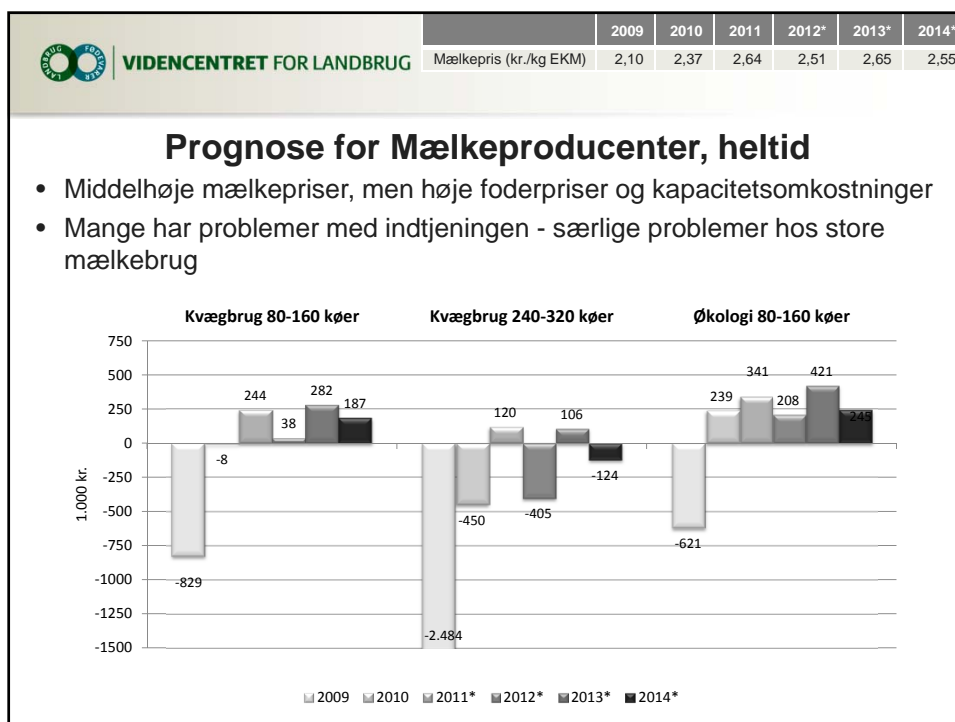 LANDBRUG FØDEVARER
VIDENCENTRET FOR LANDBRUG
2009 2010 2011 2012* 2013* 2014*
Mælkepris (kr./kg EKM) 2,10 2,37 2,64 2,51 2,65 2,55
Prognose for Mælkeproducenter, heltid
• Middelhøje mælkepriser, men høje foderpriser og kapacitetsomkostninger
• Mange har problemer med indtjeningen - særlige problemer hos store
mælkebrug
Kvægbrug 80-160 køer Kvægbrug 240-320 køer Økologi 80-160 køer
1.000 kr.
750
500
250
0
-250
-500
-750
-1000
-1250
-1500
-829 -8 244 38 282 187
-2.484 -450 120 -405 106 -124
-621 239 341 208 421 245
2009 2010 2011* 2012* 2013* 2014*